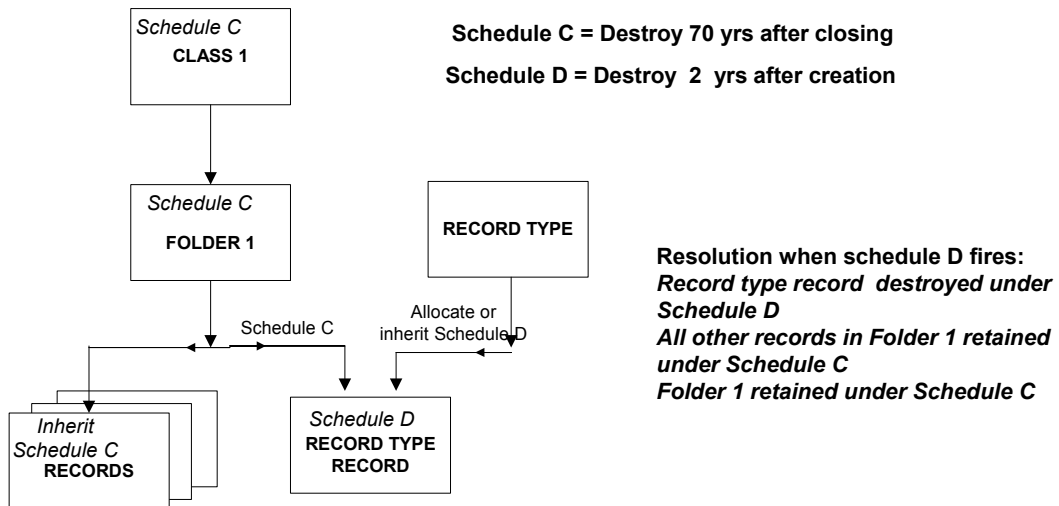 Schedule C
CLASS 1
Schedule C = Destroy 70 yrs after closing
Schedule D = Destroy 2 yrs after creation
Schedule C
FOLDER 1
RECORD TYPE
Resolution when schedule D fires:
Record type record destroyed under
Schedule D
All other records in Folder 1 retained
under Schedule C
Folder 1 retained under Schedule C
Schedule C
Allocate or
inherit Schedule D
Inherit
Schedule C
RECORDS
Schedule D
RECORD TYPE
RECORD